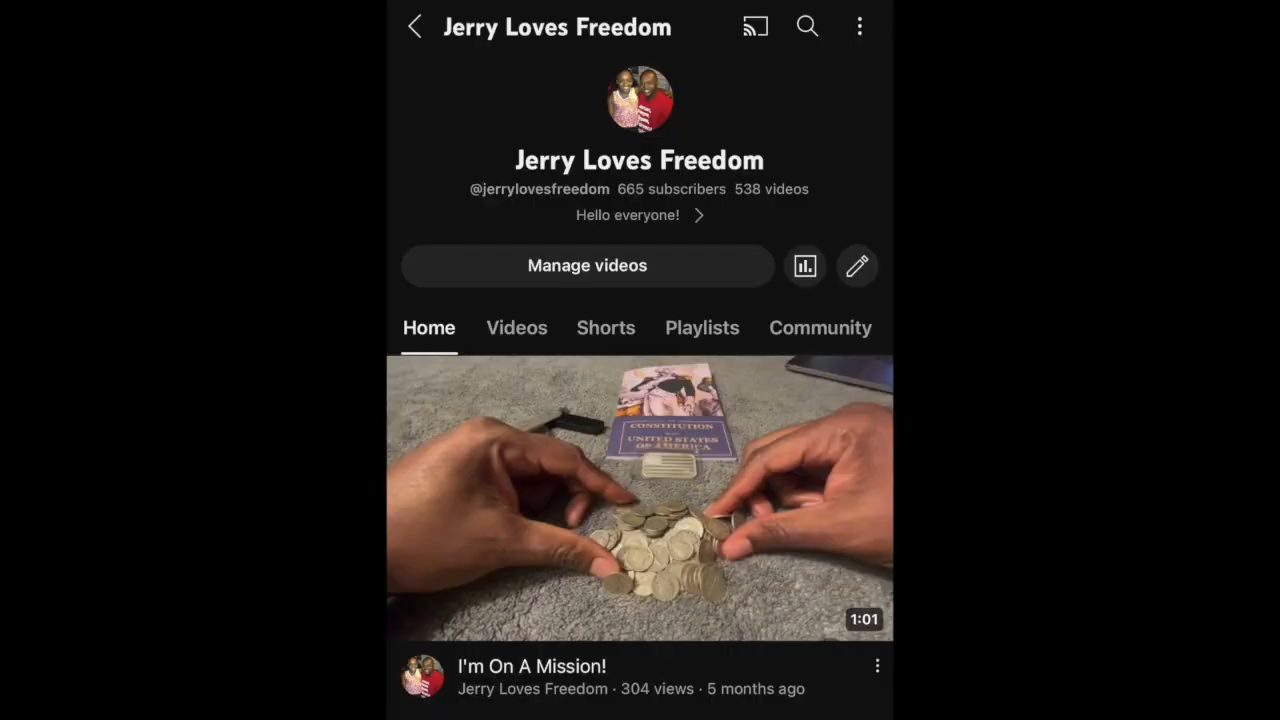 Jerry Loves Freedom
Jerry Loves Freedom
@jerrylovesfreedom 665 subscribers 538 videos
Hello everyone!
Manage videos
Home Videos Shorts Playlists Community
CONSTITUTION
UNITED STATES
OF AMERICA
1:01
I'm On A Mission!
Jerry Loves Freedom · 304 views · 5 months ago